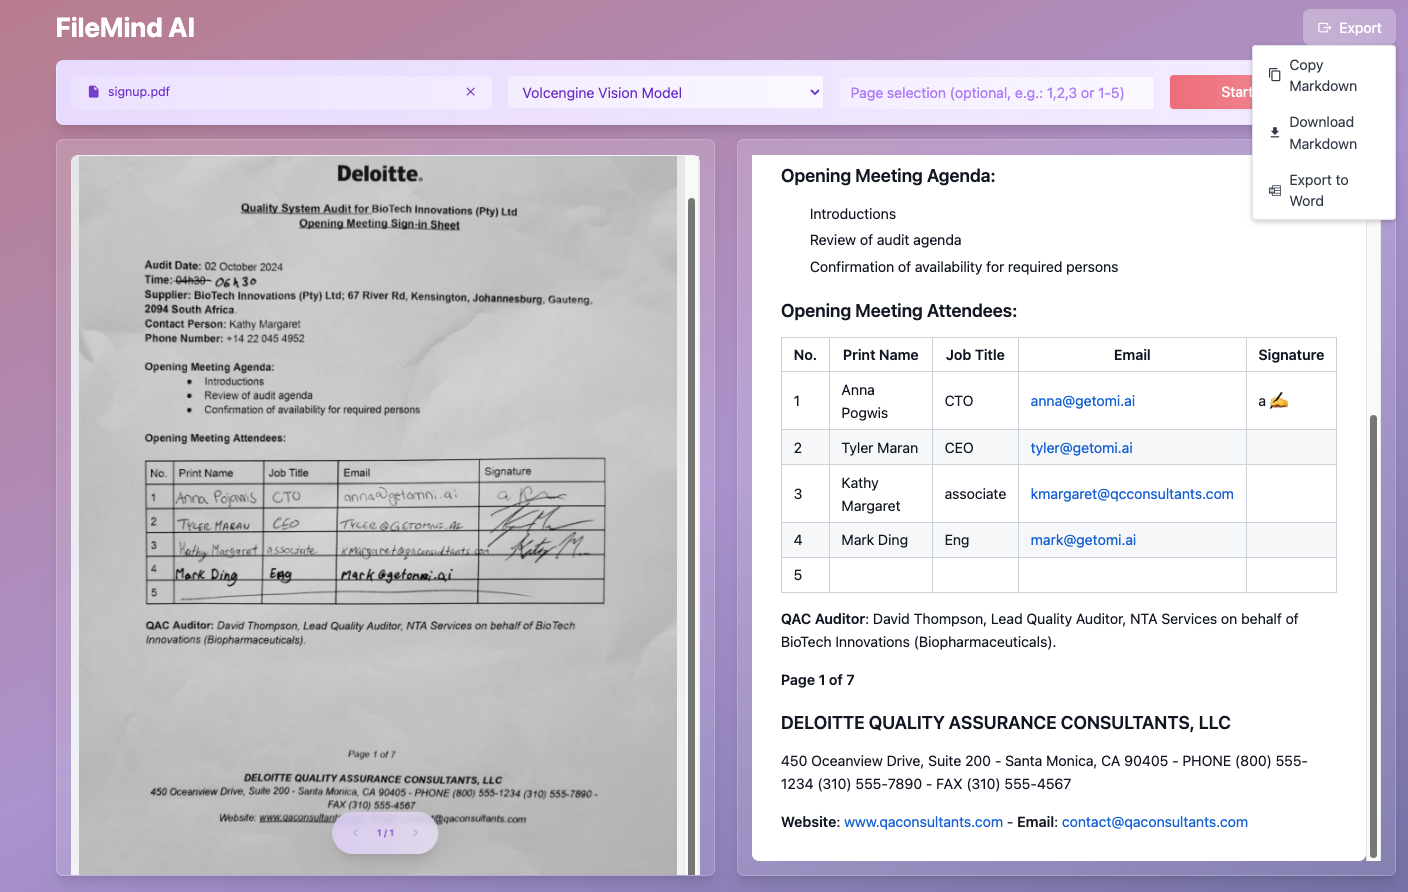 FileMind AI
Export
signup.pdf
Volcengine Vision Model
Page selection (optional, e.g.: 1,2,3 or 1-5)
Start
Copy
Markdown
Download
Markdown
Export to
Word
Deloitte.
Quality System Audit for BioTech Innovations (Pty) Ltd
Opening Meeting Sign-in Sheet
Audit Date: 02 October 2024
Time: 04h30 06h30
Supplier: BioTech Innovations (Pty) Ltd; 67 River Rd, Kensington, Johannesburg, Gauteng,
2094 South Africa.
Contact Person: Kathy Margaret
Phone Number: +14 22 045 4952
Opening Meeting Agenda:
• Introductions
• Review of audit agenda
• Confirmation of availability for required persons
Opening Meeting Attendees:
No. Print Name Job Title Email Signature
1 Anna Pojawis CTO anna@getomni.ai
2 TYLER MARAN CEO TYLER@GETOMNI.AI
3 Kathy Margaret associate kmargaret@qaconsultants.com
4 Mark Ding Eng Mark@getomni.ai
5
QAC Auditor: David Thompson, Lead Quality Auditor, NTA Services on behalf of BioTech
Innovations (Biopharmaceuticals).
Page 1 of 7
DELOITTE QUALITY ASSURANCE CONSULTANTS, LLC
450 Oceanview Drive, Suite 200 - Santa Monica, CA 90405 - PHONE (800) 555-1234 (310) 555-7890 -
FAX (310) 555-4567
Website: www.qaconsultant @qaconsultants.com
1 / 1
Opening Meeting Agenda:
Introductions
Review of audit agenda
Confirmation of availability for required persons
Opening Meeting Attendees:
No. Print Name Job Title Email Signature
1 Anna Pogwis CTO anna@getomi.ai a ✍
2 Tyler Maran CEO tyler@getomi.ai
3 Kathy Margaret associate kmargaret@qcconsultants.com
4 Mark Ding Eng mark@getomi.ai
5
QAC Auditor: David Thompson, Lead Quality Auditor, NTA Services on behalf of
BioTech Innovations (Biopharmaceuticals).
Page 1 of 7
DELOITTE QUALITY ASSURANCE CONSULTANTS, LLC
450 Oceanview Drive, Suite 200 - Santa Monica, CA 90405 - PHONE (800) 555-
1234 (310) 555-7890 - FAX (310) 555-4567
Website: www.qaconsultants.com - Email: contact@qaconsultants.com